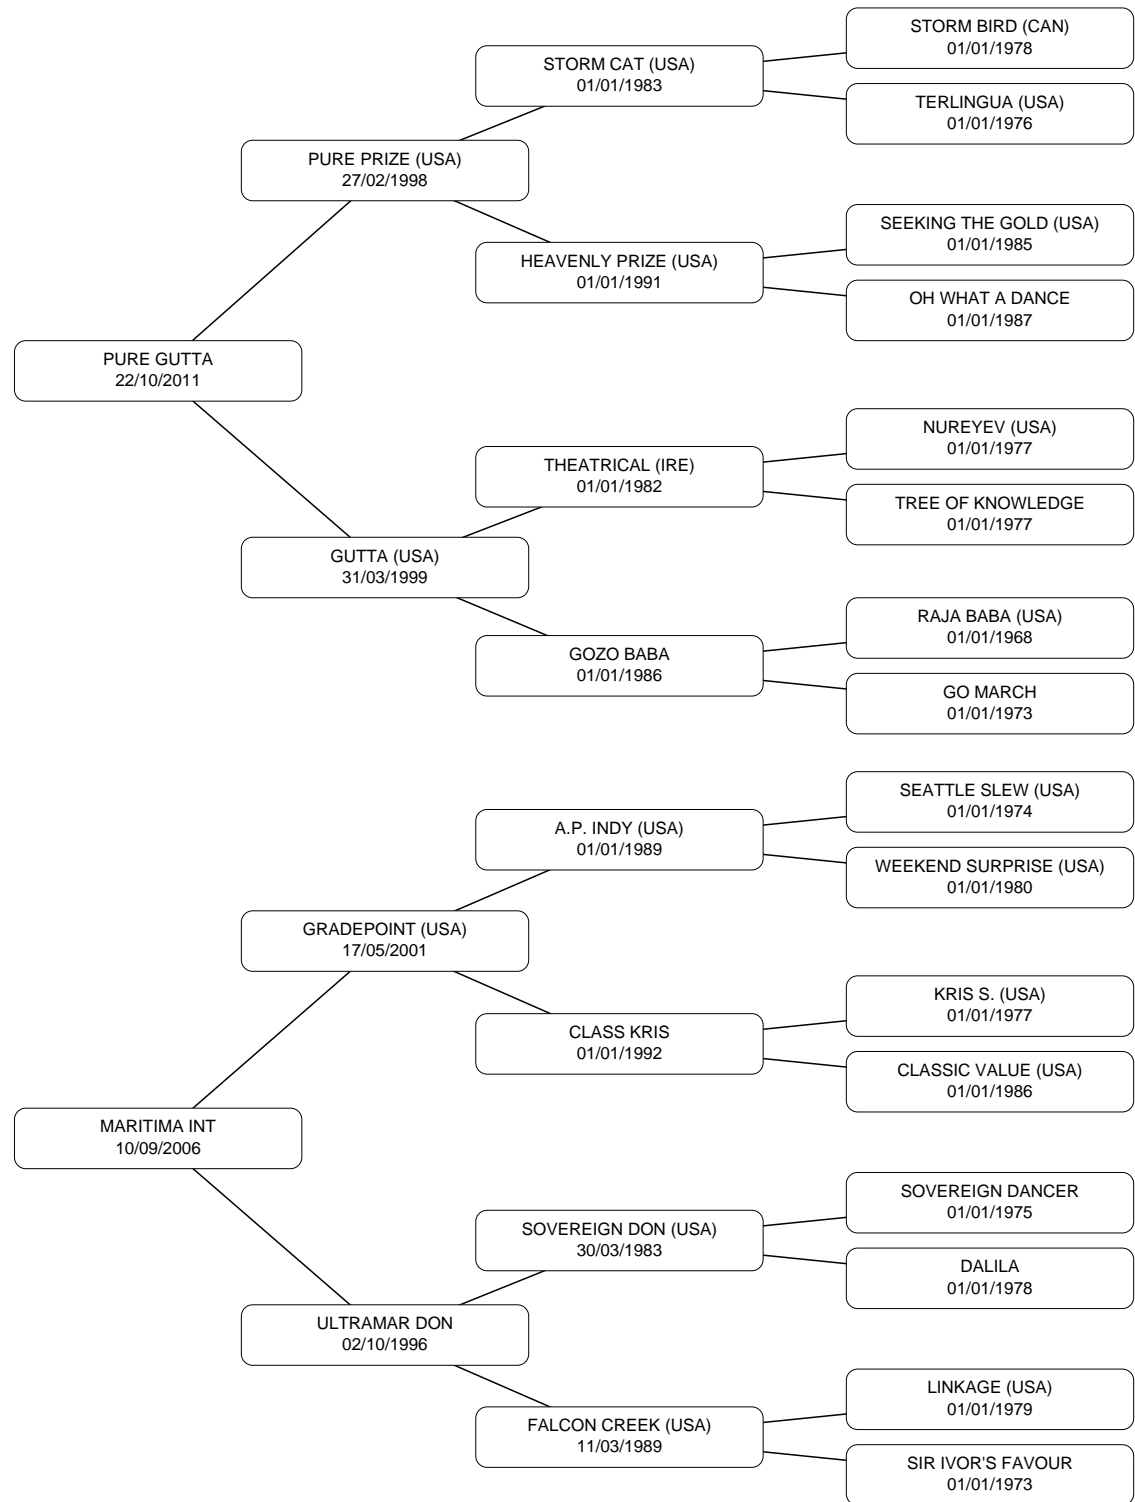 STORM BIRD (CAN)
01/01/1978
STORM CAT (USA)
01/01/1983
TERLINGUA (USA)
01/01/1976
PURE PRIZE (USA)
27/02/1998
SEEKING THE GOLD (USA)
01/01/1985
HEAVENLY PRIZE (USA)
01/01/1991
OH WHAT A DANCE
01/01/1987
PURE GUTTA
22/10/2011
NUREYEV (USA)
01/01/1977
THEATRICAL (IRE)
01/01/1982
TREE OF KNOWLEDGE
01/01/1977
GUTTA (USA)
31/03/1999
RAJA BABA (USA)
01/01/1968
GOZO BABA
01/01/1986
GO MARCH
01/01/1973
SEATTLE SLEW (USA)
01/01/1974
A.P. INDY (USA)
01/01/1989
WEEKEND SURPRISE (USA)
01/01/1980
GRADEPOINT (USA)
17/05/2001
KRIS S. (USA)
01/01/1977
CLASS KRIS
01/01/1992
CLASSIC VALUE (USA)
01/01/1986
MARITIMA INT
10/09/2006
SOVEREIGN DANCER
01/01/1975
SOVEREIGN DON (USA)
30/03/1983
DALILA
01/01/1978
ULTRAMAR DON
02/10/1996
LINKAGE (USA)
01/01/1979
FALCON CREEK (USA)
11/03/1989
SIR IVOR'S FAVOUR
01/01/1973